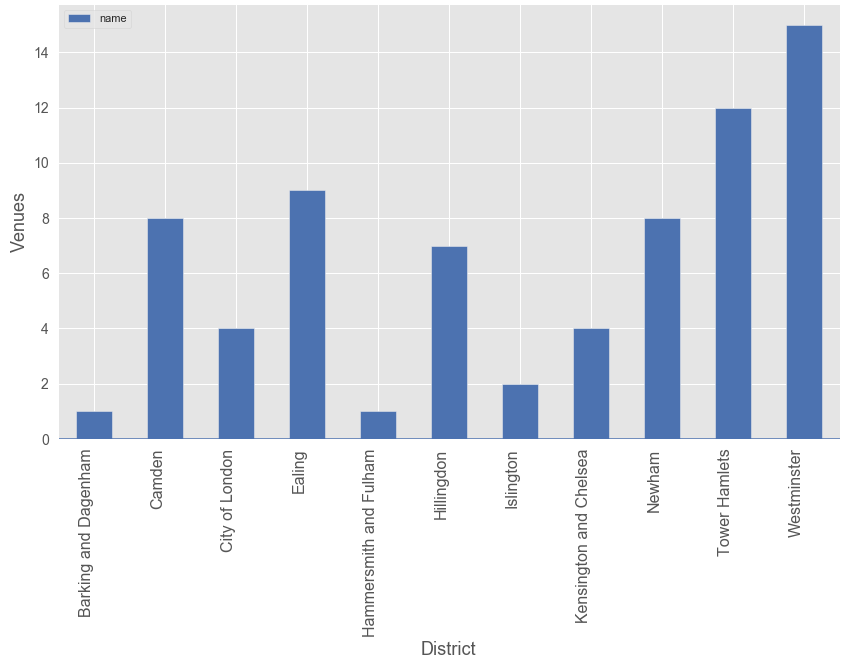 name
14
12
10
8
6
4
2
0
Venues
Barking and Dagenham
Camden
City of London
Ealing
Hammersmith and Fulham
Hillingdon
Islington
Kensington and Chelsea
Newham
Tower Hamlets
Westminster
District